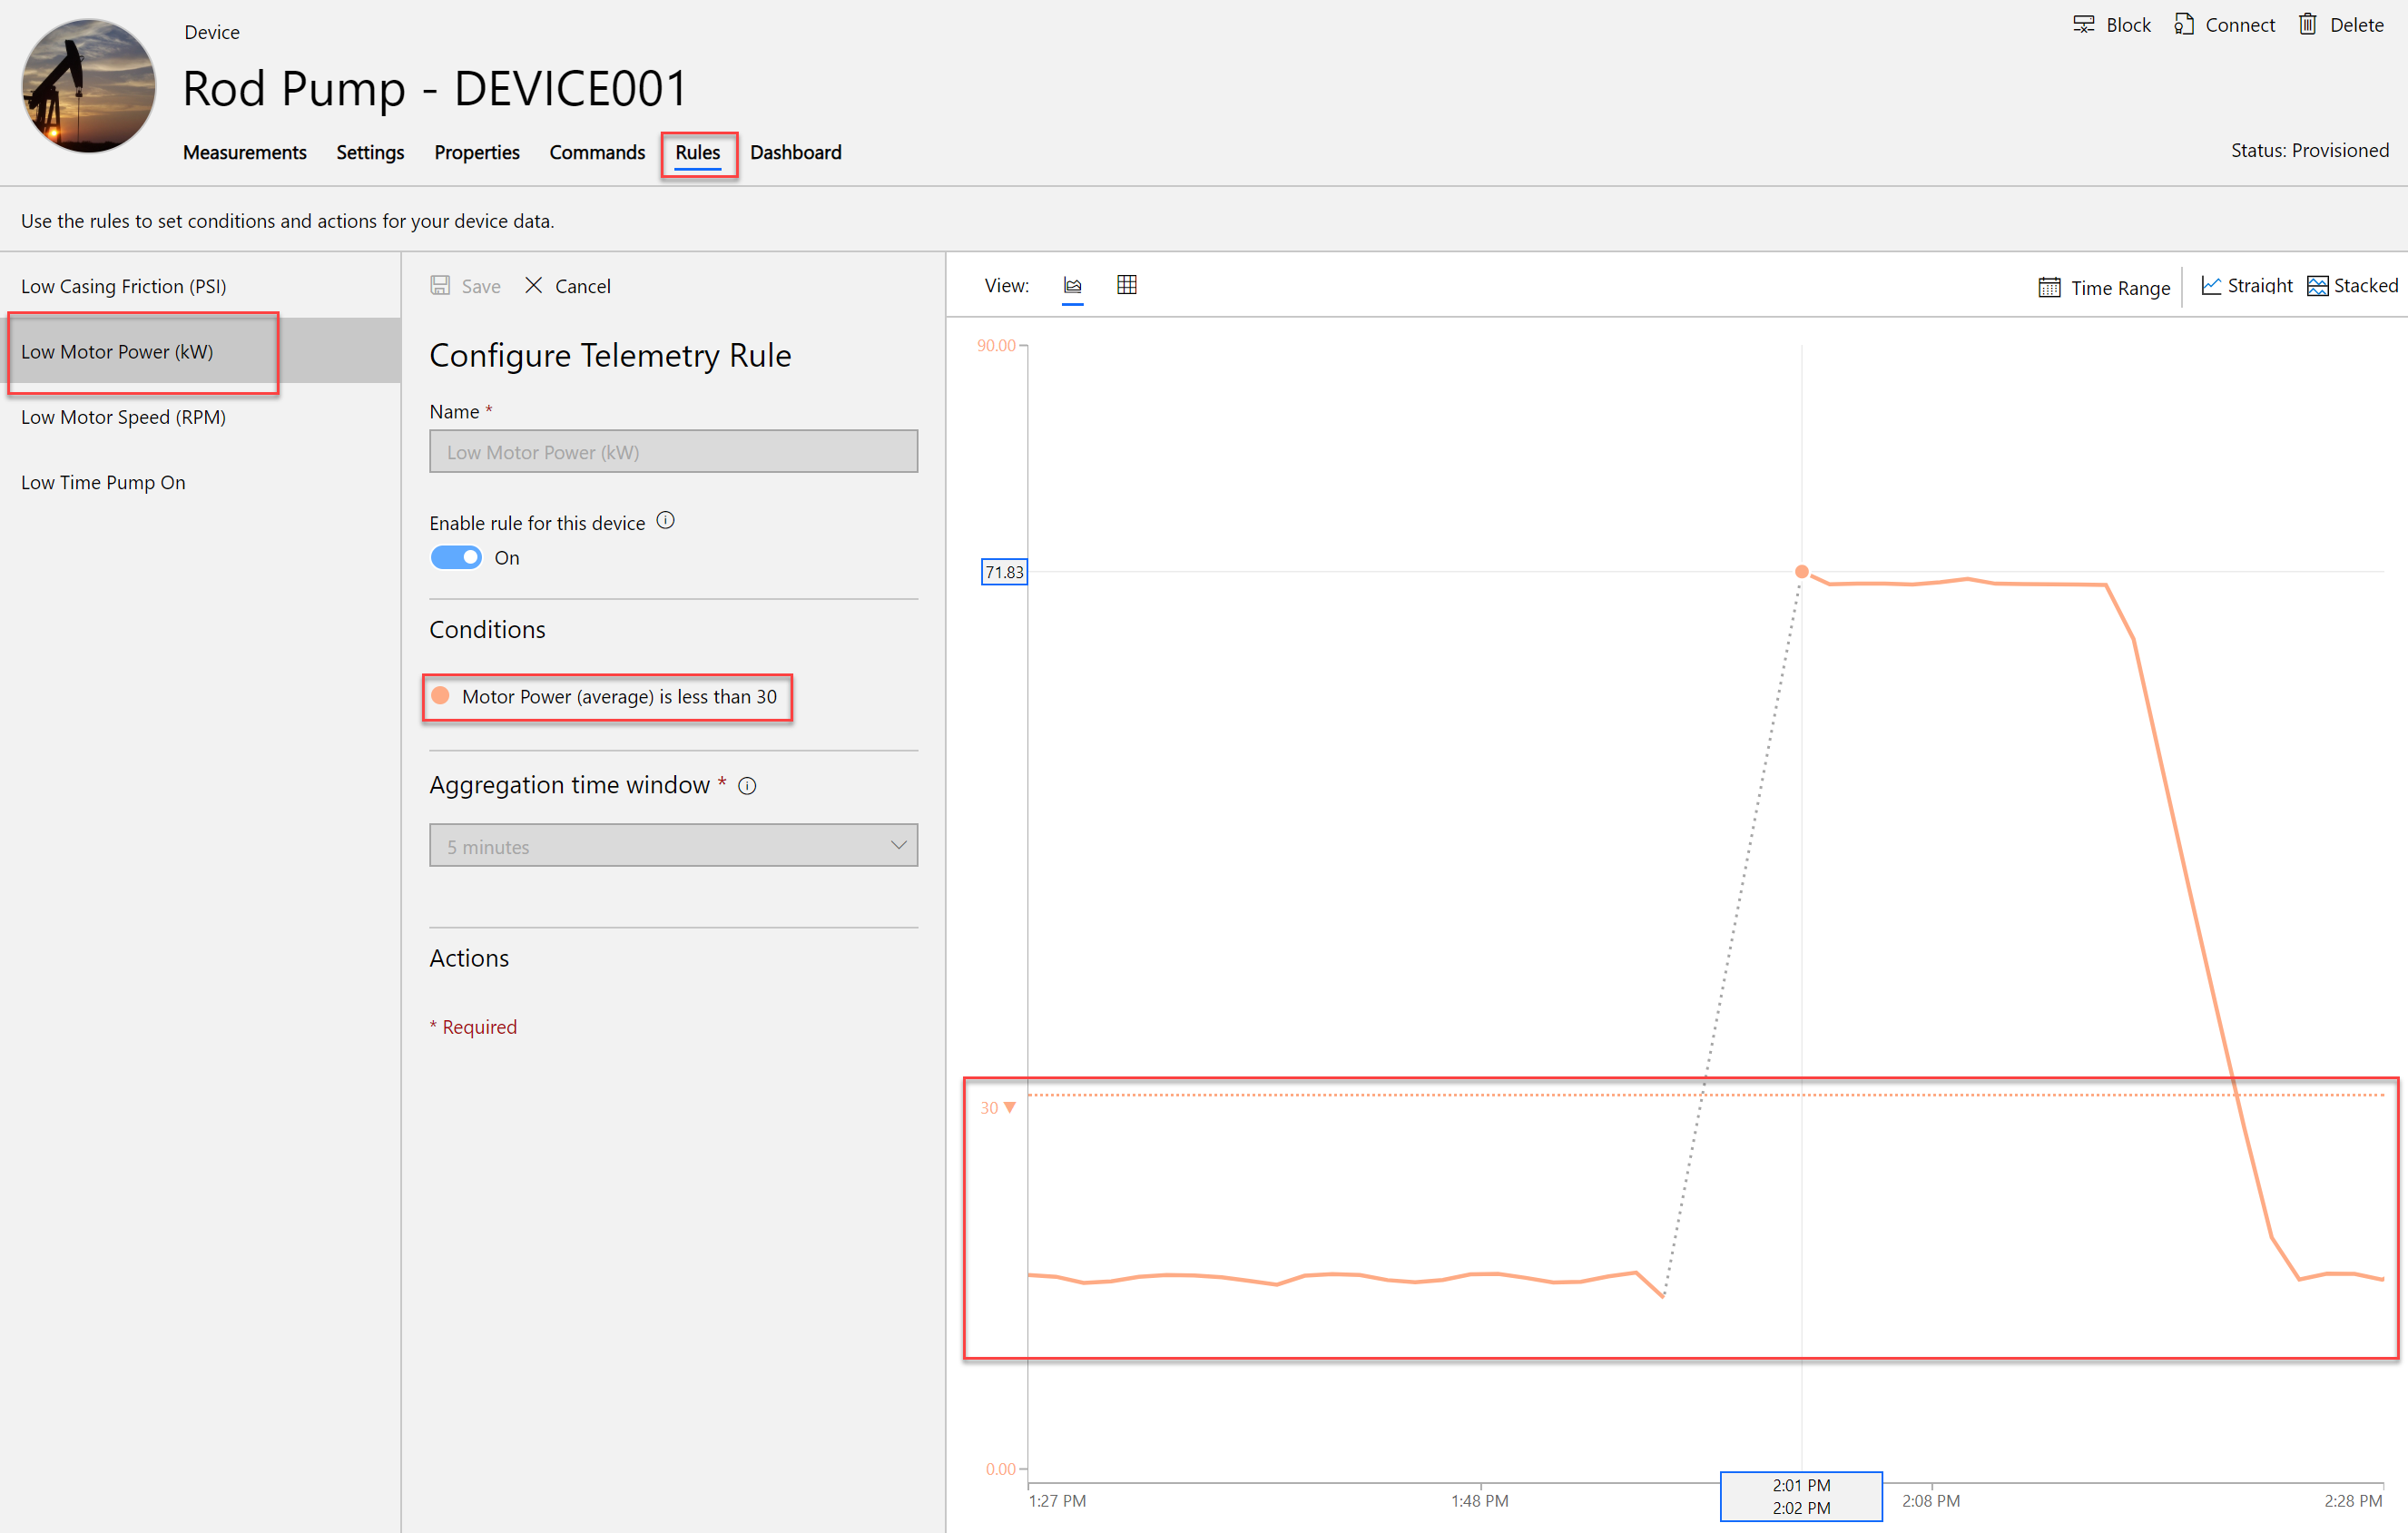 Device
Block
Connect
Delete
Rod Pump - DEVICE001
Measurements
Settings
Properties
Commands
Rules
Dashboard
Status: Provisioned
Use the rules to set conditions and actions for your device data.
Low Casing Friction (PSI)
Low Motor Power (kW)
Low Motor Speed (RPM)
Low Time Pump On
Save
Cancel
Configure Telemetry Rule
Name *
Low Motor Power (kW)
Enable rule for this device
On
Conditions
Motor Power (average) is less than 30
Aggregation time window *
5 minutes
Actions
* Required
View:
Time Range
Straight
Stacked
90.00
71.83
30
0.00
1:27 PM
1:48 PM
2:01 PM
2:02 PM
2:08 PM
2:28 PM